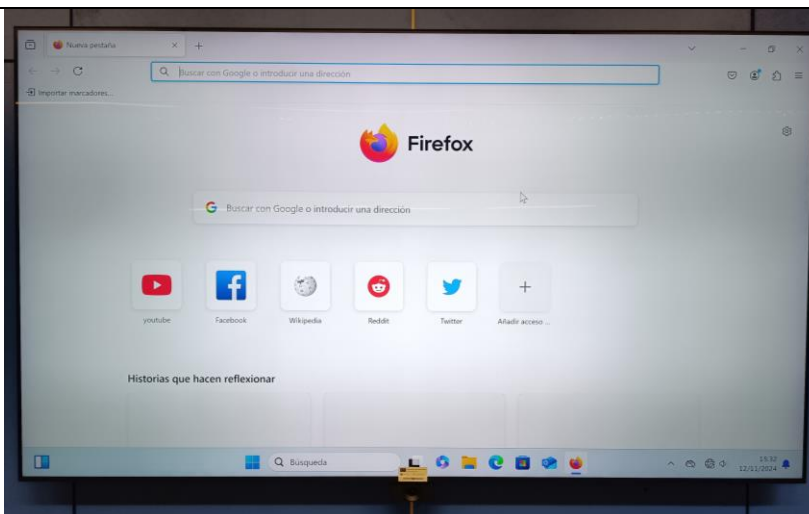 Nueva pestaña
Buscar con Google o introducir una dirección
Importar marcadores...
Firefox
Buscar con Google o introducir una dirección
youtube
Facebook
Wikipedia
Reddit
Twitter
Añadir acceso ...
Historias que hacen reflexionar
Búsqueda
15:32
12/11/2024